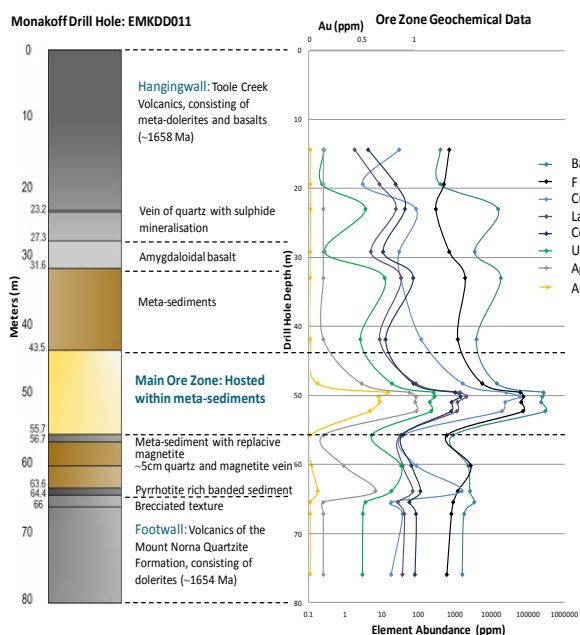 Monakoff Drill Hole: EMKDD011
Meters (m)
0
10
20
23.2
27.3
30
31.6
40
43.5
50
55.7
56.7
60
63.6
64.4
66
70
80
Hangingwall: Toole Creek
Volcanics, consisting of
meta-dolerites and basalts
(~1658 Ma)
Vein of quartz with sulphide
mineralisation
Amygdaloidal basalt
Meta-sediments
Main Ore Zone: Hosted
within meta-sediments
Meta-sediment with replacive
magnetite
~5cm quartz and magnetite vein
Pyrrhotite rich banded sediment
Brecciated texture
Footwall: Volcanics of the
Mount Norna Quartzite
Formation, consisting of
dolerites (~1654 Ma)
Au (ppm)
Ore Zone Geochemical Data
0 0.5 1
Drill Hole Depth (m)
0
10
20
30
40
50
60
70
80
0.1 1 10 100 1000 10000 100000 1000000
Element Abundance (ppm)
Ba
F
Cu
La
Ce
U
Ag